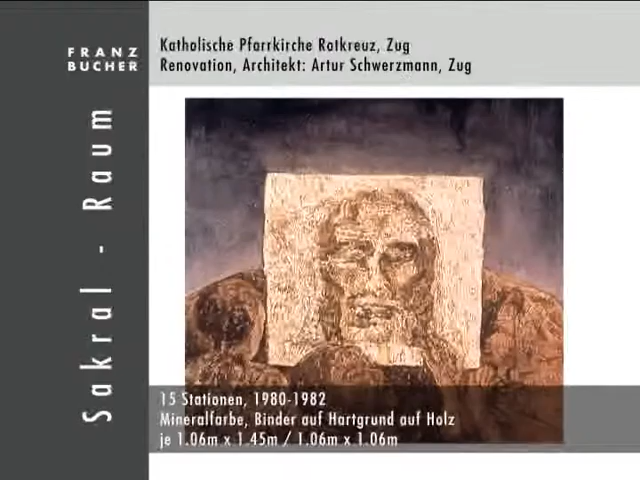 FRANZ
BUCHER
Sakral - Raum
Katholische Pfarrkirche Rotkreuz, Zug
Renovation, Architekt: Artur Schwerzmann, Zug
15 Stationen, 1980-1982
Mineralfarbe, Binder auf Hartgrund auf Holz
je 1.06m x 1.45m / 1.06m x 1.06m